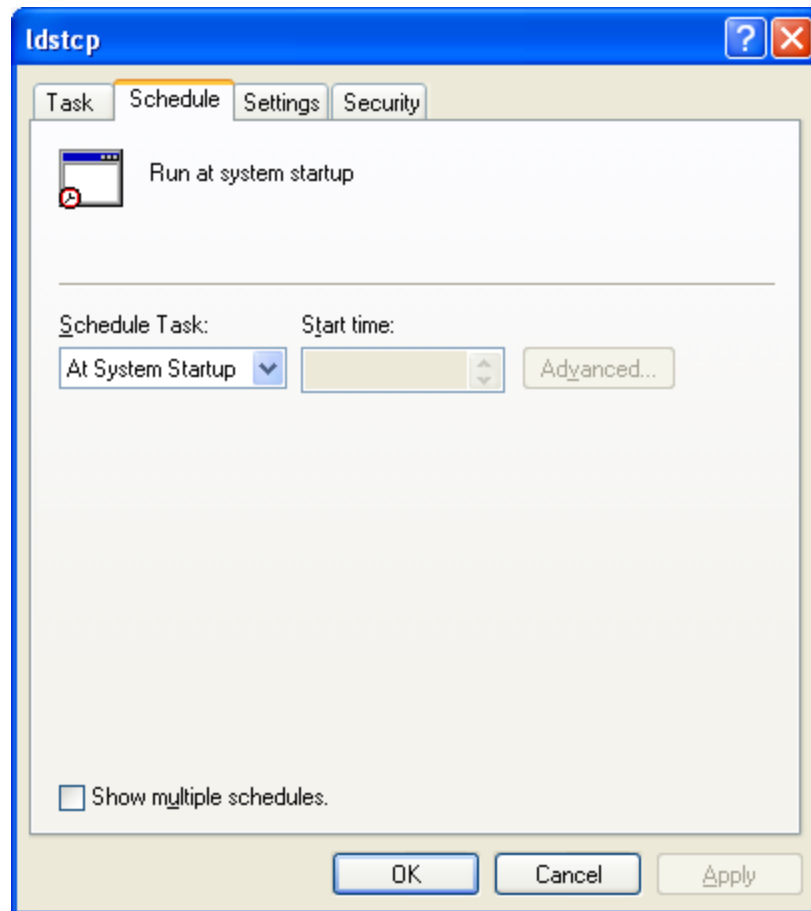 ldstcp
Task Schedule Settings Security
Run at system startup
Schedule Task: Start time:
At System Startup Advanced...
Show multiple schedules.
OK Cancel Apply